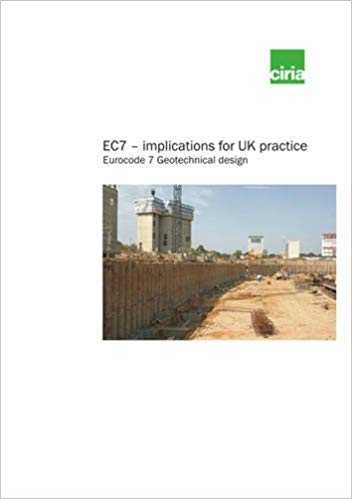 ciria
EC7 – implications for UK practice
Eurocode 7 Geotechnical design